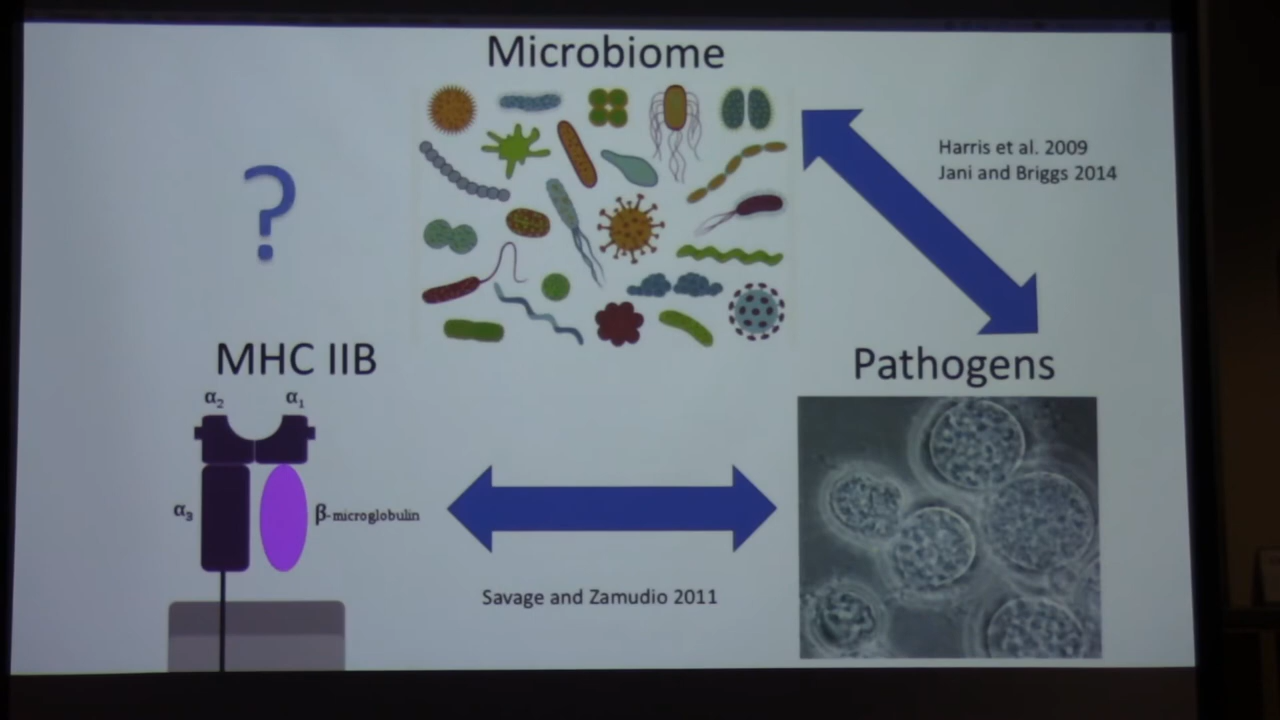 Microbiome
Harris et al. 2009
Jani and Briggs 2014
?
MHC IIB
Pathogens
α₂
α₁
α₃
β-microglobulin
Savage and Zamudio 2011